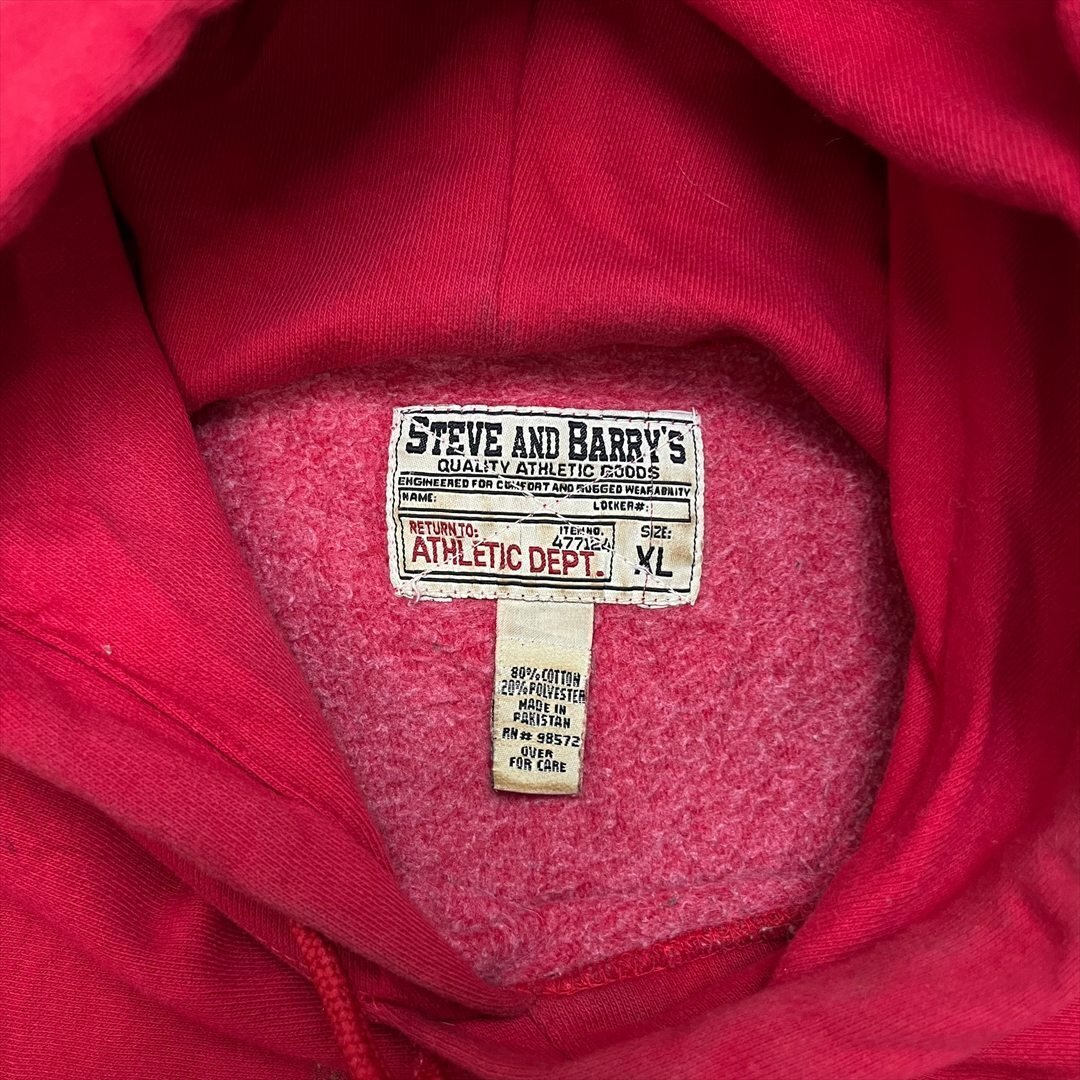 STEVE AND BARRY'S
QUALITY ATHLETIC GOODS
ENGINEERED FOR COMFORT AND RUGGED WEARABILITY
NAME: LOCKER#:
RETURN TO: ITEM NO. SIZE:
477124
ATHLETIC DEPT. XL
80% COTTON
20% POLYESTER
MADE IN
PAKISTAN
RN# 98572
OVER
FOR CARE